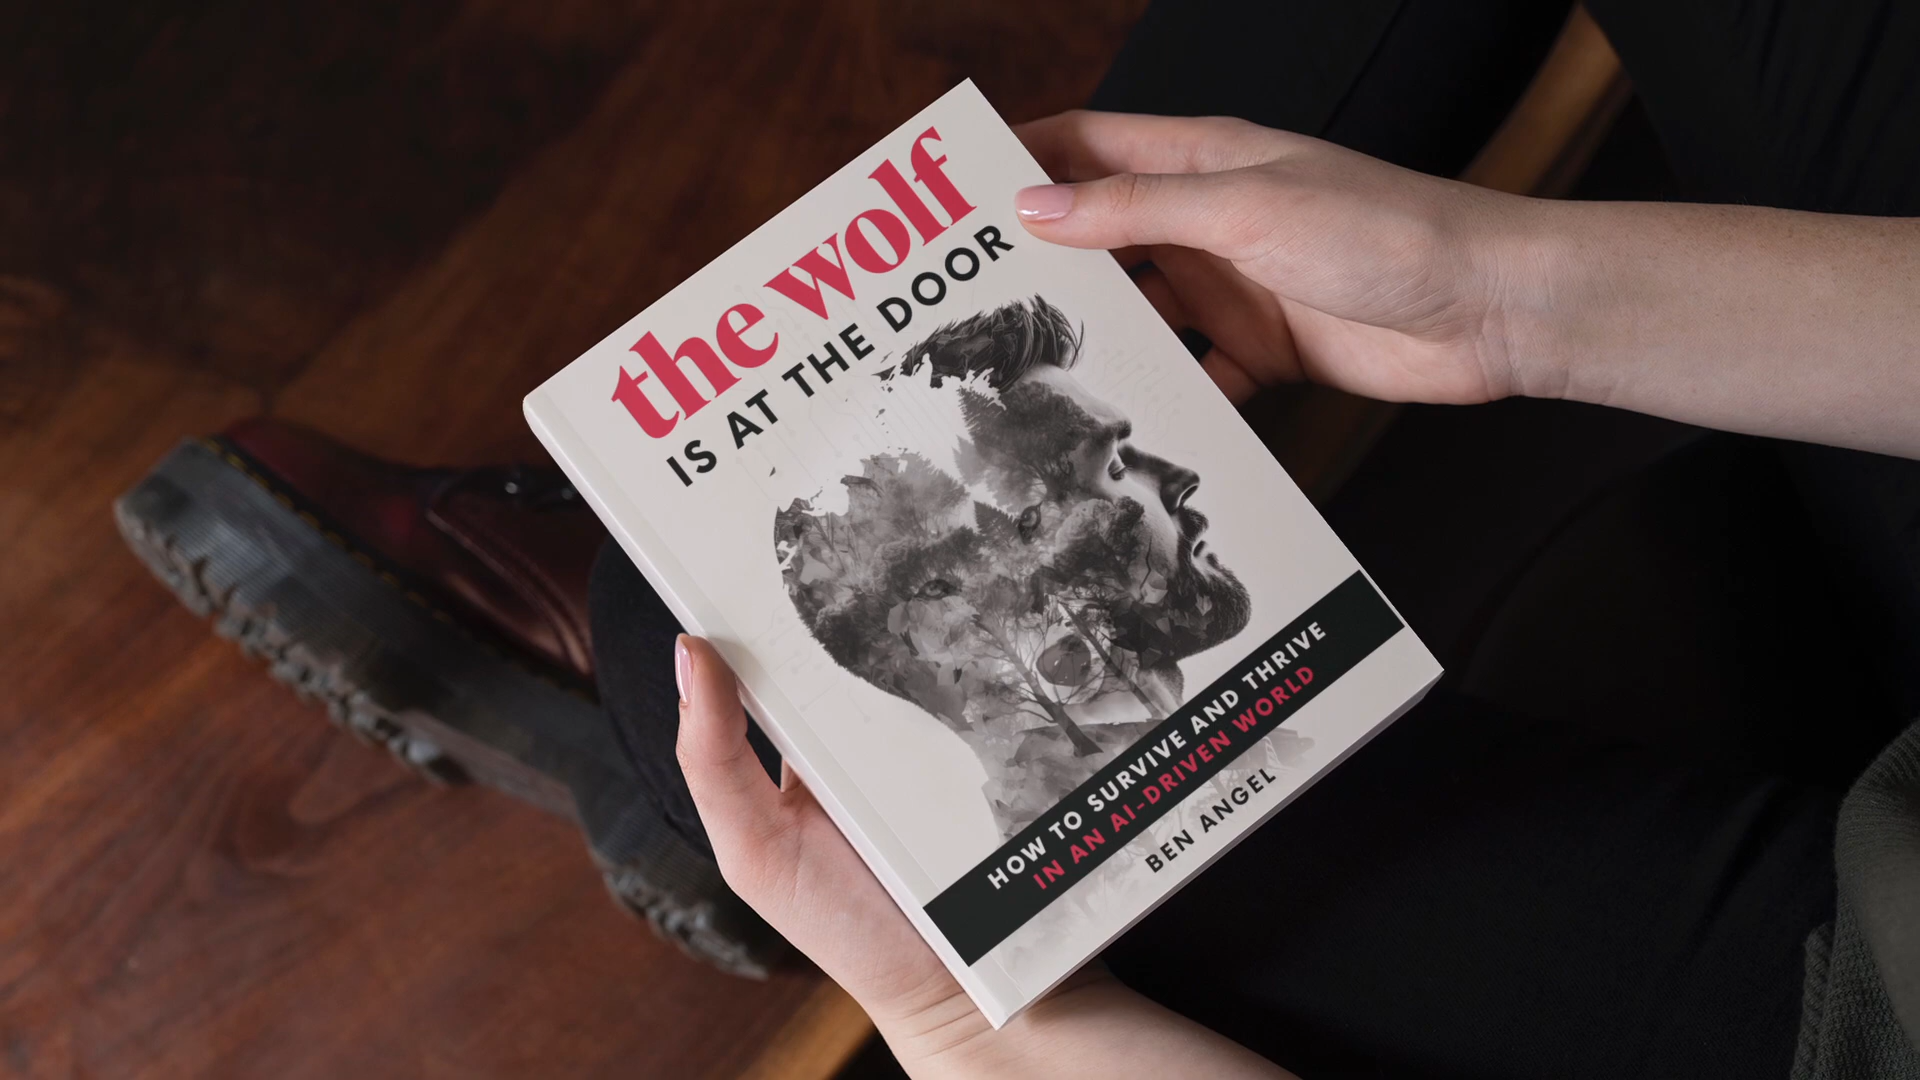 the wolf
IS AT THE DOOR
HOW TO SURVIVE AND THRIVE
IN AN AI-DRIVEN WORLD
BEN ANGEL